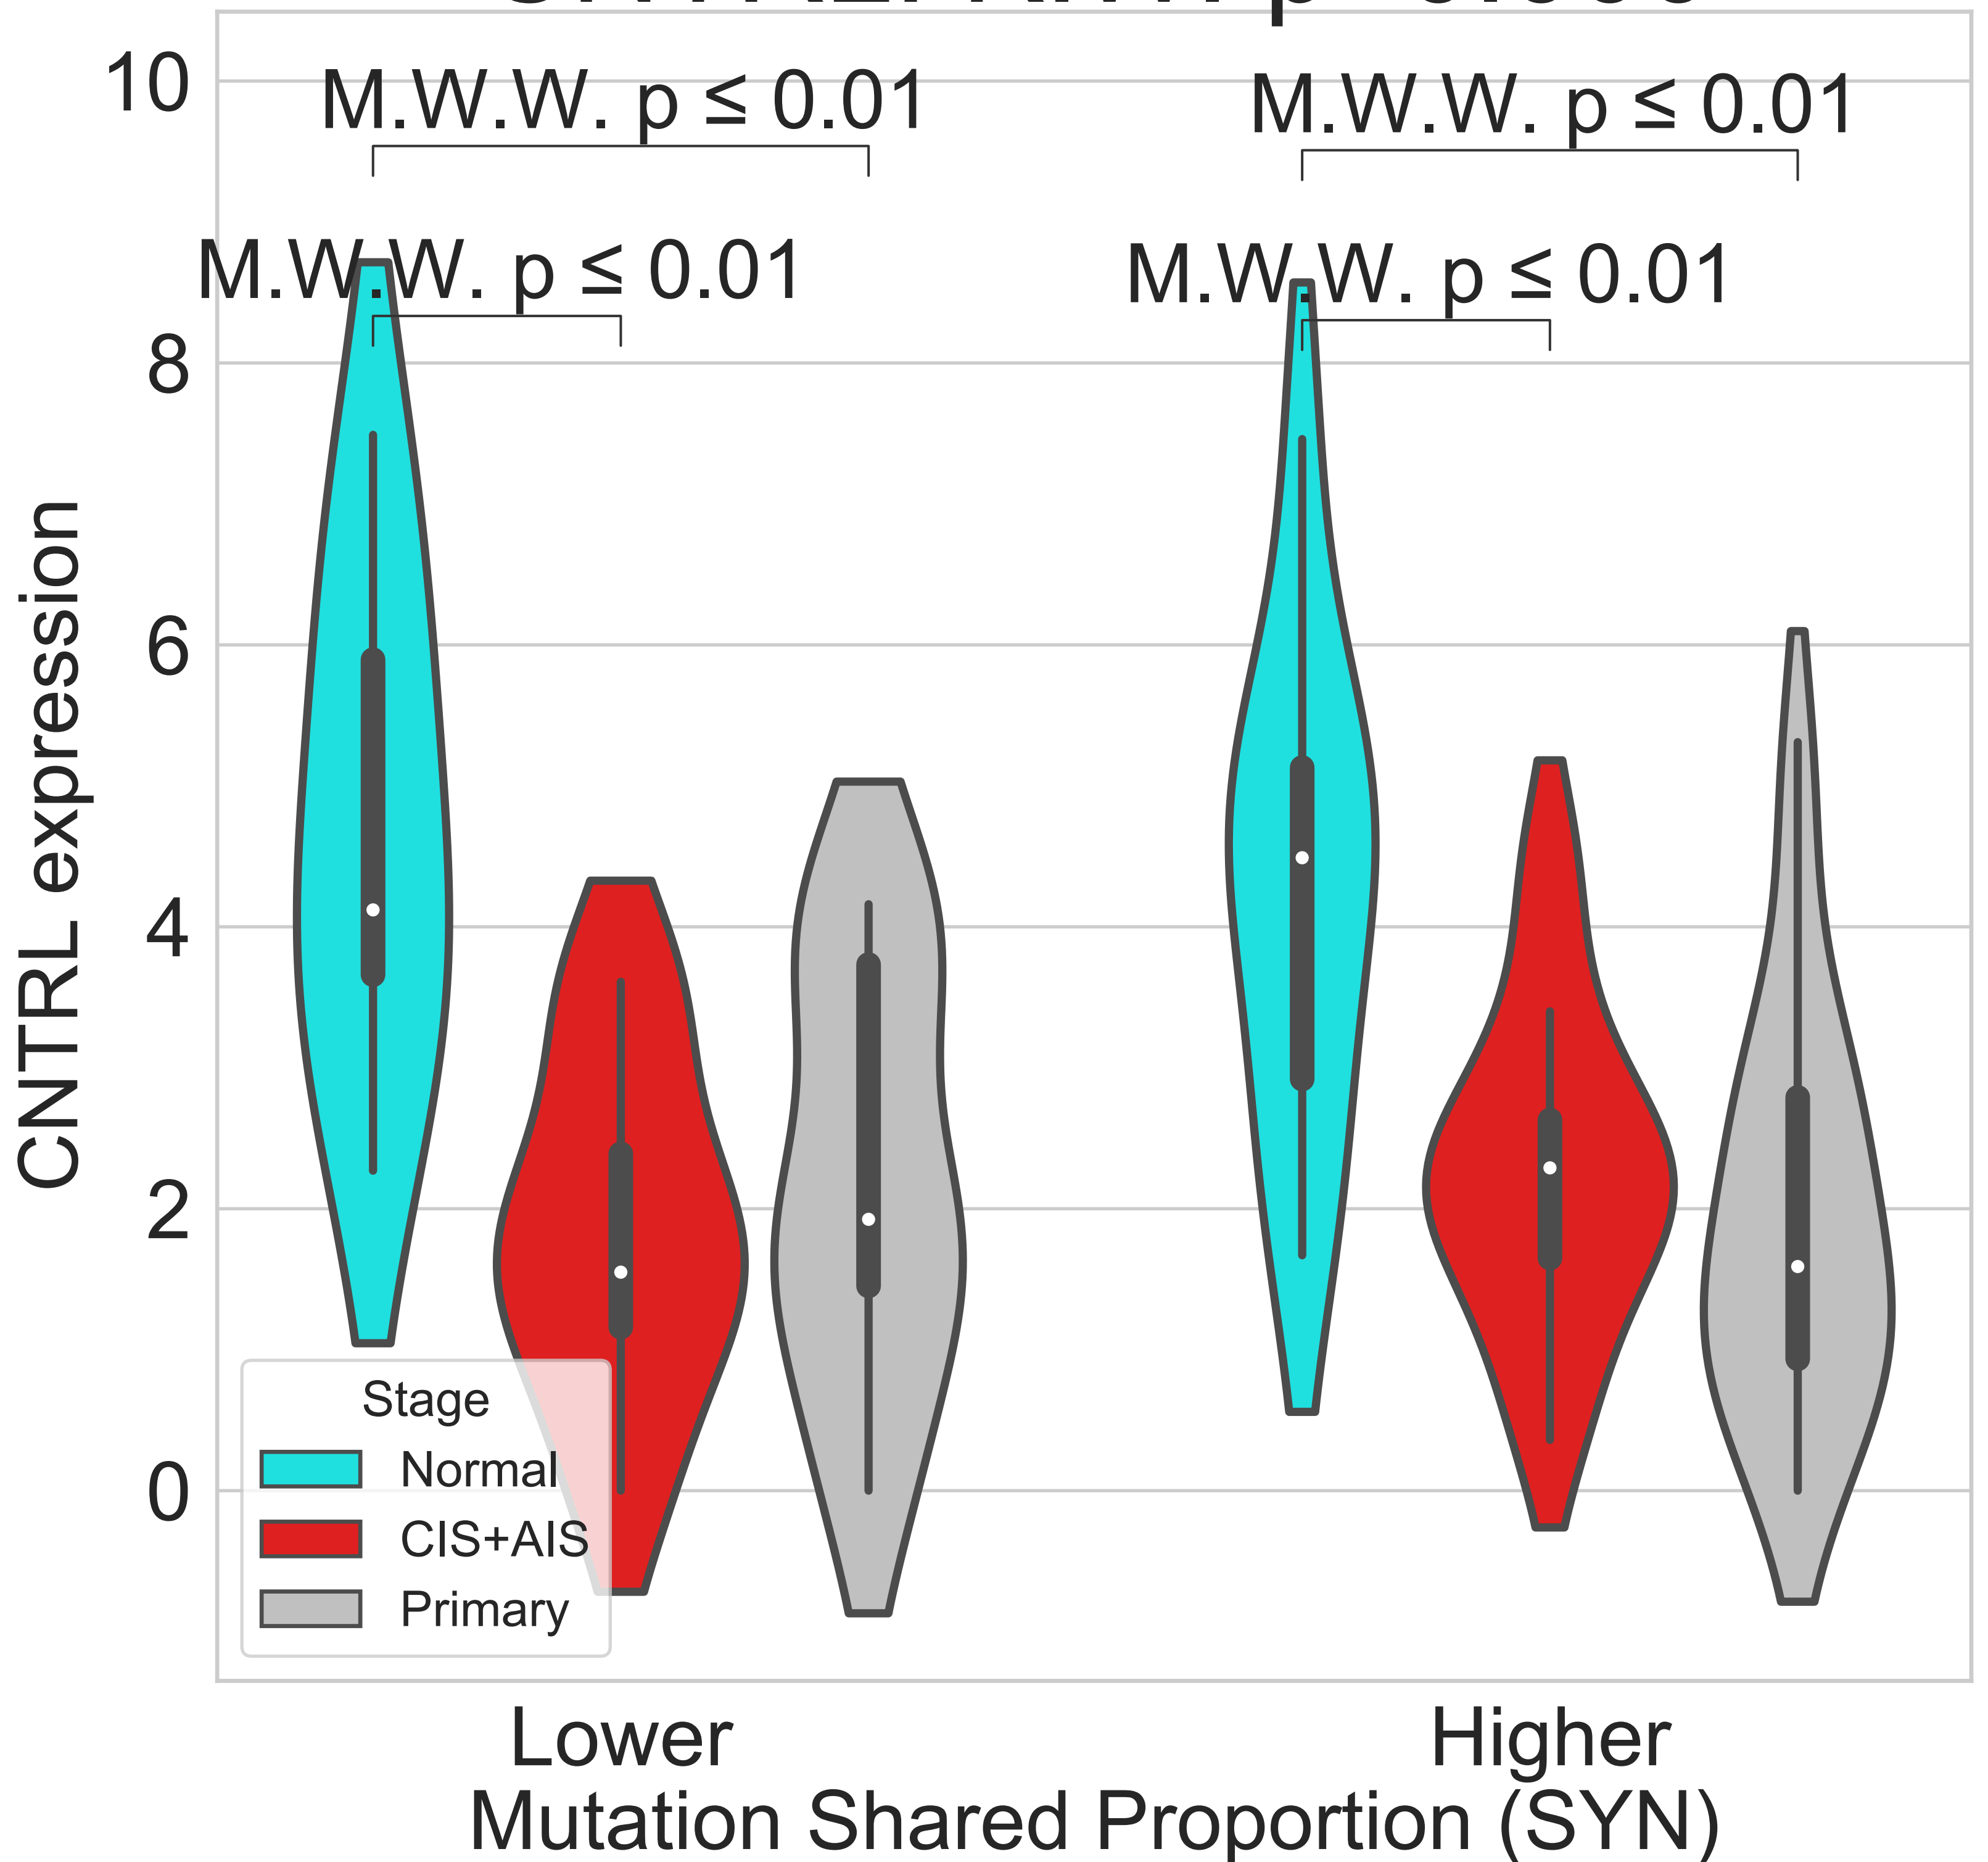 10
8
6
4
2
0
CNTRL expression
M.W.W. p ≤ 0.01
M.W.W. p ≤ 0.01
M.W.W. p ≤ 0.01
M.W.W. p ≤ 0.01
Stage
Normal
CIS+AIS
Primary
Lower
Higher
Mutation Shared Proportion (SYN)